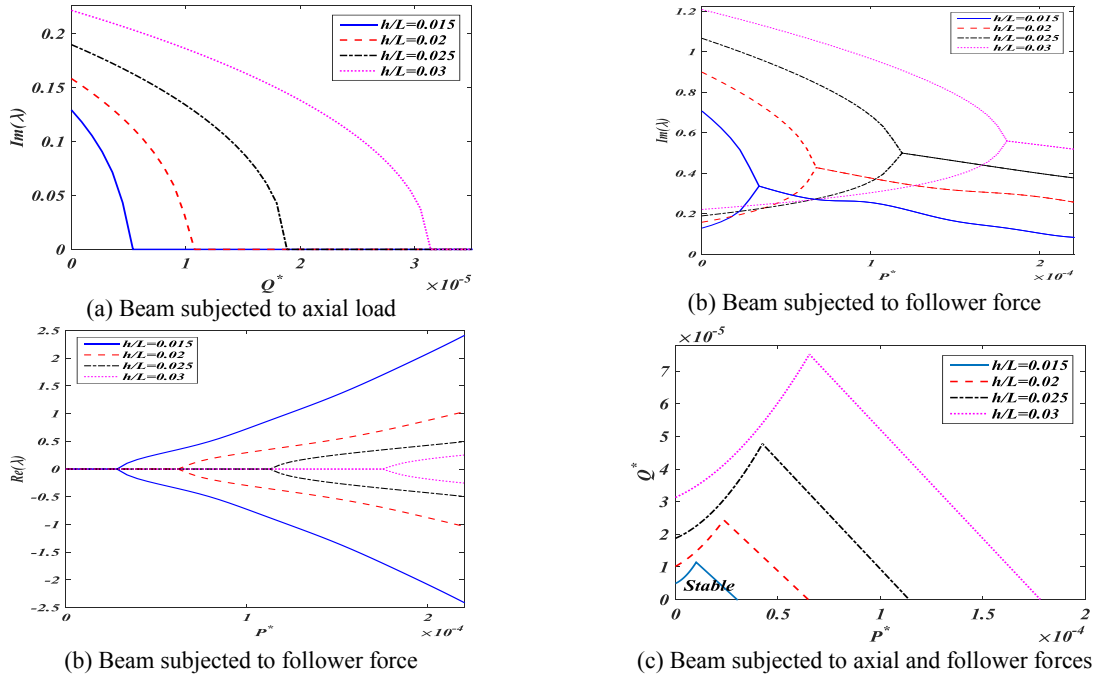 h/L=0.015
h/L=0.02
h/L=0.025
h/L=0.03
0.2
0.15
0.1
0.05
0
Im(λ)
0 1 2 3
Q* ×10⁻⁵
(a) Beam subjected to axial load
h/L=0.015
h/L=0.02
h/L=0.025
h/L=0.03
1.2
1
0.8
0.6
0.4
0.2
0
Im(λ)
0 1 2
P* ×10⁻⁴
(b) Beam subjected to follower force
h/L=0.015
h/L=0.02
h/L=0.025
h/L=0.03
2.5
2
1.5
1
0.5
0
-0.5
-1
-1.5
-2
-2.5
Re(λ)
0 1 2
P* ×10⁻⁴
(b) Beam subjected to follower force
×10⁻⁵
h/L=0.015
h/L=0.02
h/L=0.025
h/L=0.03
7
6
5
4
3
2
1
0
Q*
Stable
0 0.5 1 1.5 2
P* ×10⁻⁴
(c) Beam subjected to axial and follower forces